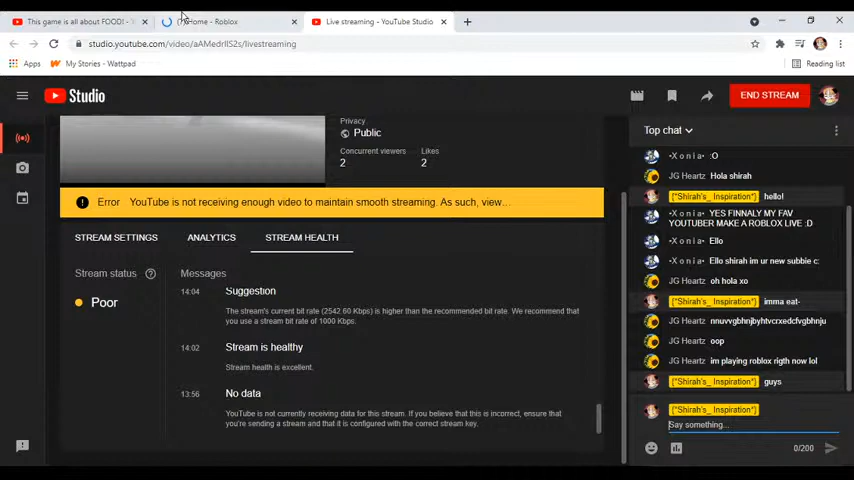 This game is all about FOOD! -
Home - Roblox
Live streaming - YouTube Studio
studio.youtube.com/video/aAMedrllS2s/livestreaming
Apps
My Stories - Wattpad
Reading list
Studio
END STREAM
Privacy
Public
Concurrent viewers
Likes
2
2
Error YouTube is not receiving enough video to maintain smooth streaming. As such, view...
STREAM SETTINGS
ANALYTICS
STREAM HEALTH
Stream status
Poor
Messages
14:04 Suggestion
The stream's current bit rate (2542.60 Kbps) is higher than the recommended bit rate. We recommend that
you use a stream bit rate of 1000 Kbps.
14:02 Stream is healthy
Stream health is excellent.
13:56 No data
YouTube is not currently receiving data for this stream. If you believe that this is incorrect, ensure that
you're sending a stream and that it is configured with the correct stream key.
Top chat
•X o n i a• :O
JG Heartz Hola shirah
[*Shirah's_ Inspiration*] hello!
•X o n i a• YES FINNALY MY FAV
YOUTUBER MAKE A ROBLOX LIVE :D
•X o n i a• Ello
•X o n i a• Ello shirah im ur new subbie c:
JG Heartz oh hola xo
[*Shirah's_ Inspiration*] imma eat-
JG Heartz nnuvvgbhnjbyhtvcrxedcfvgbhnju
JG Heartz oop
JG Heartz im playing roblox rigth now lol
[*Shirah's_ Inspiration*] guys
[*Shirah's_ Inspiration*]
Say something...
0/200